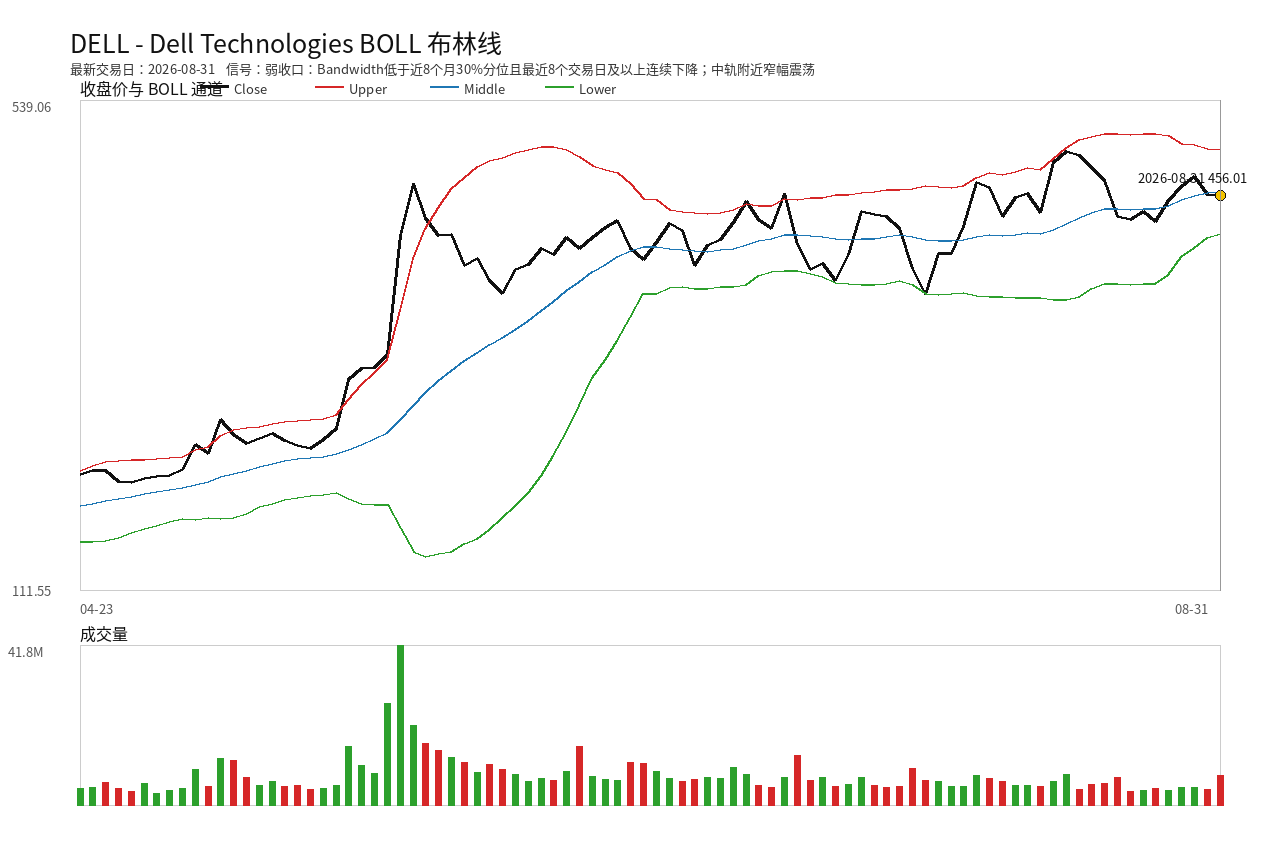 DELL - Dell Technologies BOLL 布林线
最新交易日：2026-08-31 信号：弱收口：Bandwidth低于近8个月30%分位且最近8个交易日及以上连续下降；中轨附近窄幅震荡
收盘价与 BOLL 通道 Close Upper Middle Lower
539.06
2026-08-31 456.01
111.55
04-23 08-31
成交量
41.8M